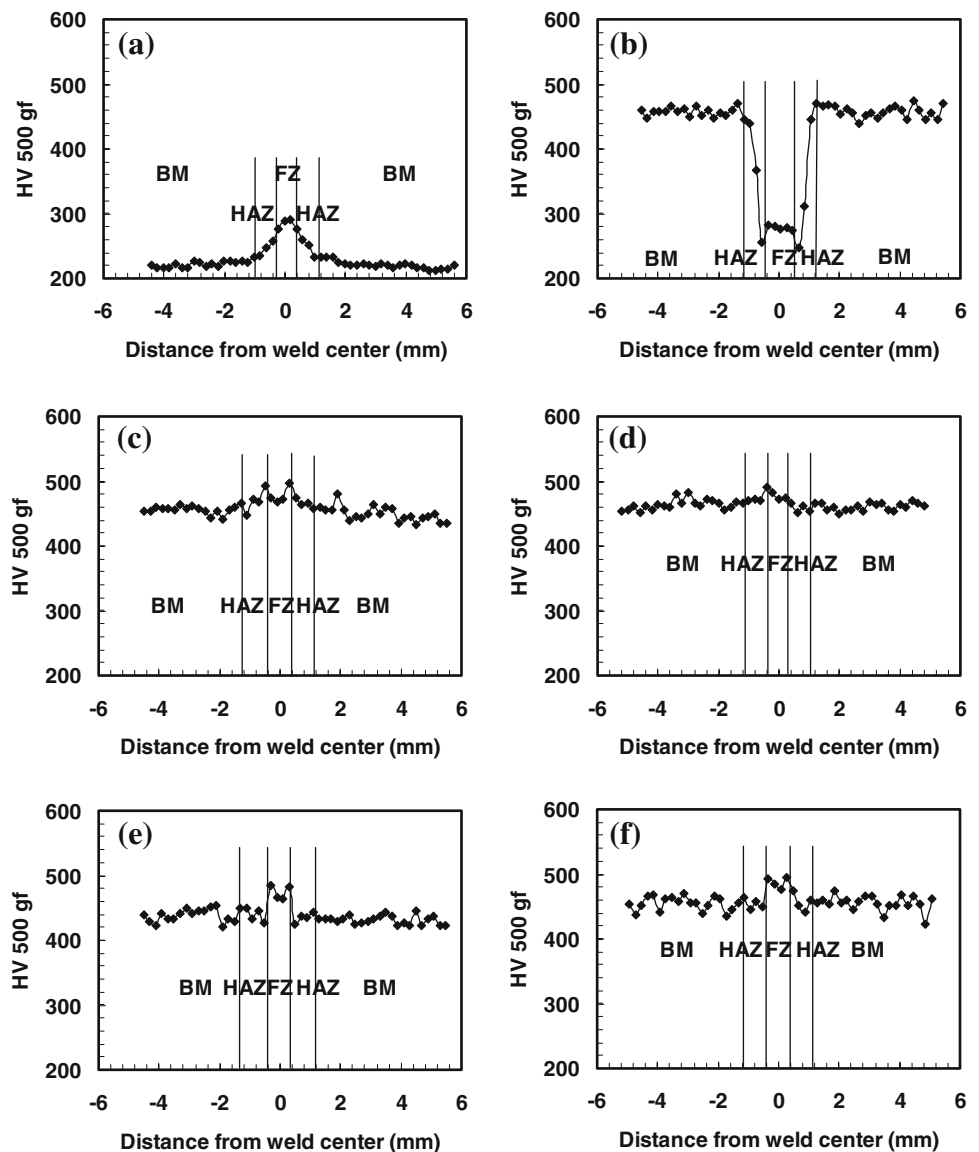 (a)
600
500
400
300
200
HV 500 gf
BM
FZ
BM
HAZ
HAZ
-6 -4 -2 0 2 4 6
Distance from weld center (mm)
(b)
600
500
400
300
200
HV 500 gf
BM HAZ FZ HAZ BM
-6 -4 -2 0 2 4 6
Distance from weld center (mm)
(c)
600
500
400
300
200
HV 500 gf
BM HAZ FZ HAZ BM
-6 -4 -2 0 2 4 6
Distance from weld center (mm)
(d)
600
500
400
300
200
HV 500 gf
BM HAZ FZ HAZ BM
-6 -4 -2 0 2 4 6
Distance from weld center (mm)
(e)
600
500
400
300
200
HV 500 gf
BM HAZ FZ HAZ BM
-6 -4 -2 0 2 4 6
Distance from weld center (mm)
(f)
600
500
400
300
200
HV 500 gf
BM HAZ FZ HAZ BM
-6 -4 -2 0 2 4 6
Distance from weld center (mm)